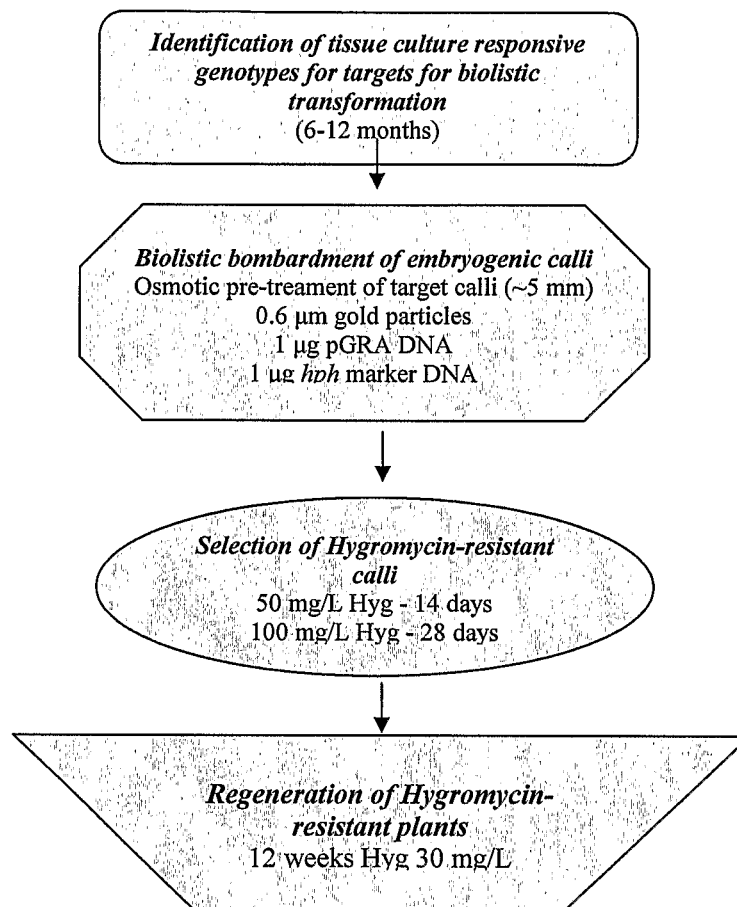 Identification of tissue culture responsive
genotypes for targets for biolistic
transformation
(6-12 months)
Biolistic bombardment of embryogenic calli
Osmotic pre-treament of target calli (~5 mm)
0.6 µm gold particles
1 µg pGRA DNA
1 µg hph marker DNA
Selection of Hygromycin-resistant
calli
50 mg/L Hyg - 14 days
100 mg/L Hyg - 28 days
Regeneration of Hygromycin-
resistant plants
12 weeks Hyg 30 mg/L